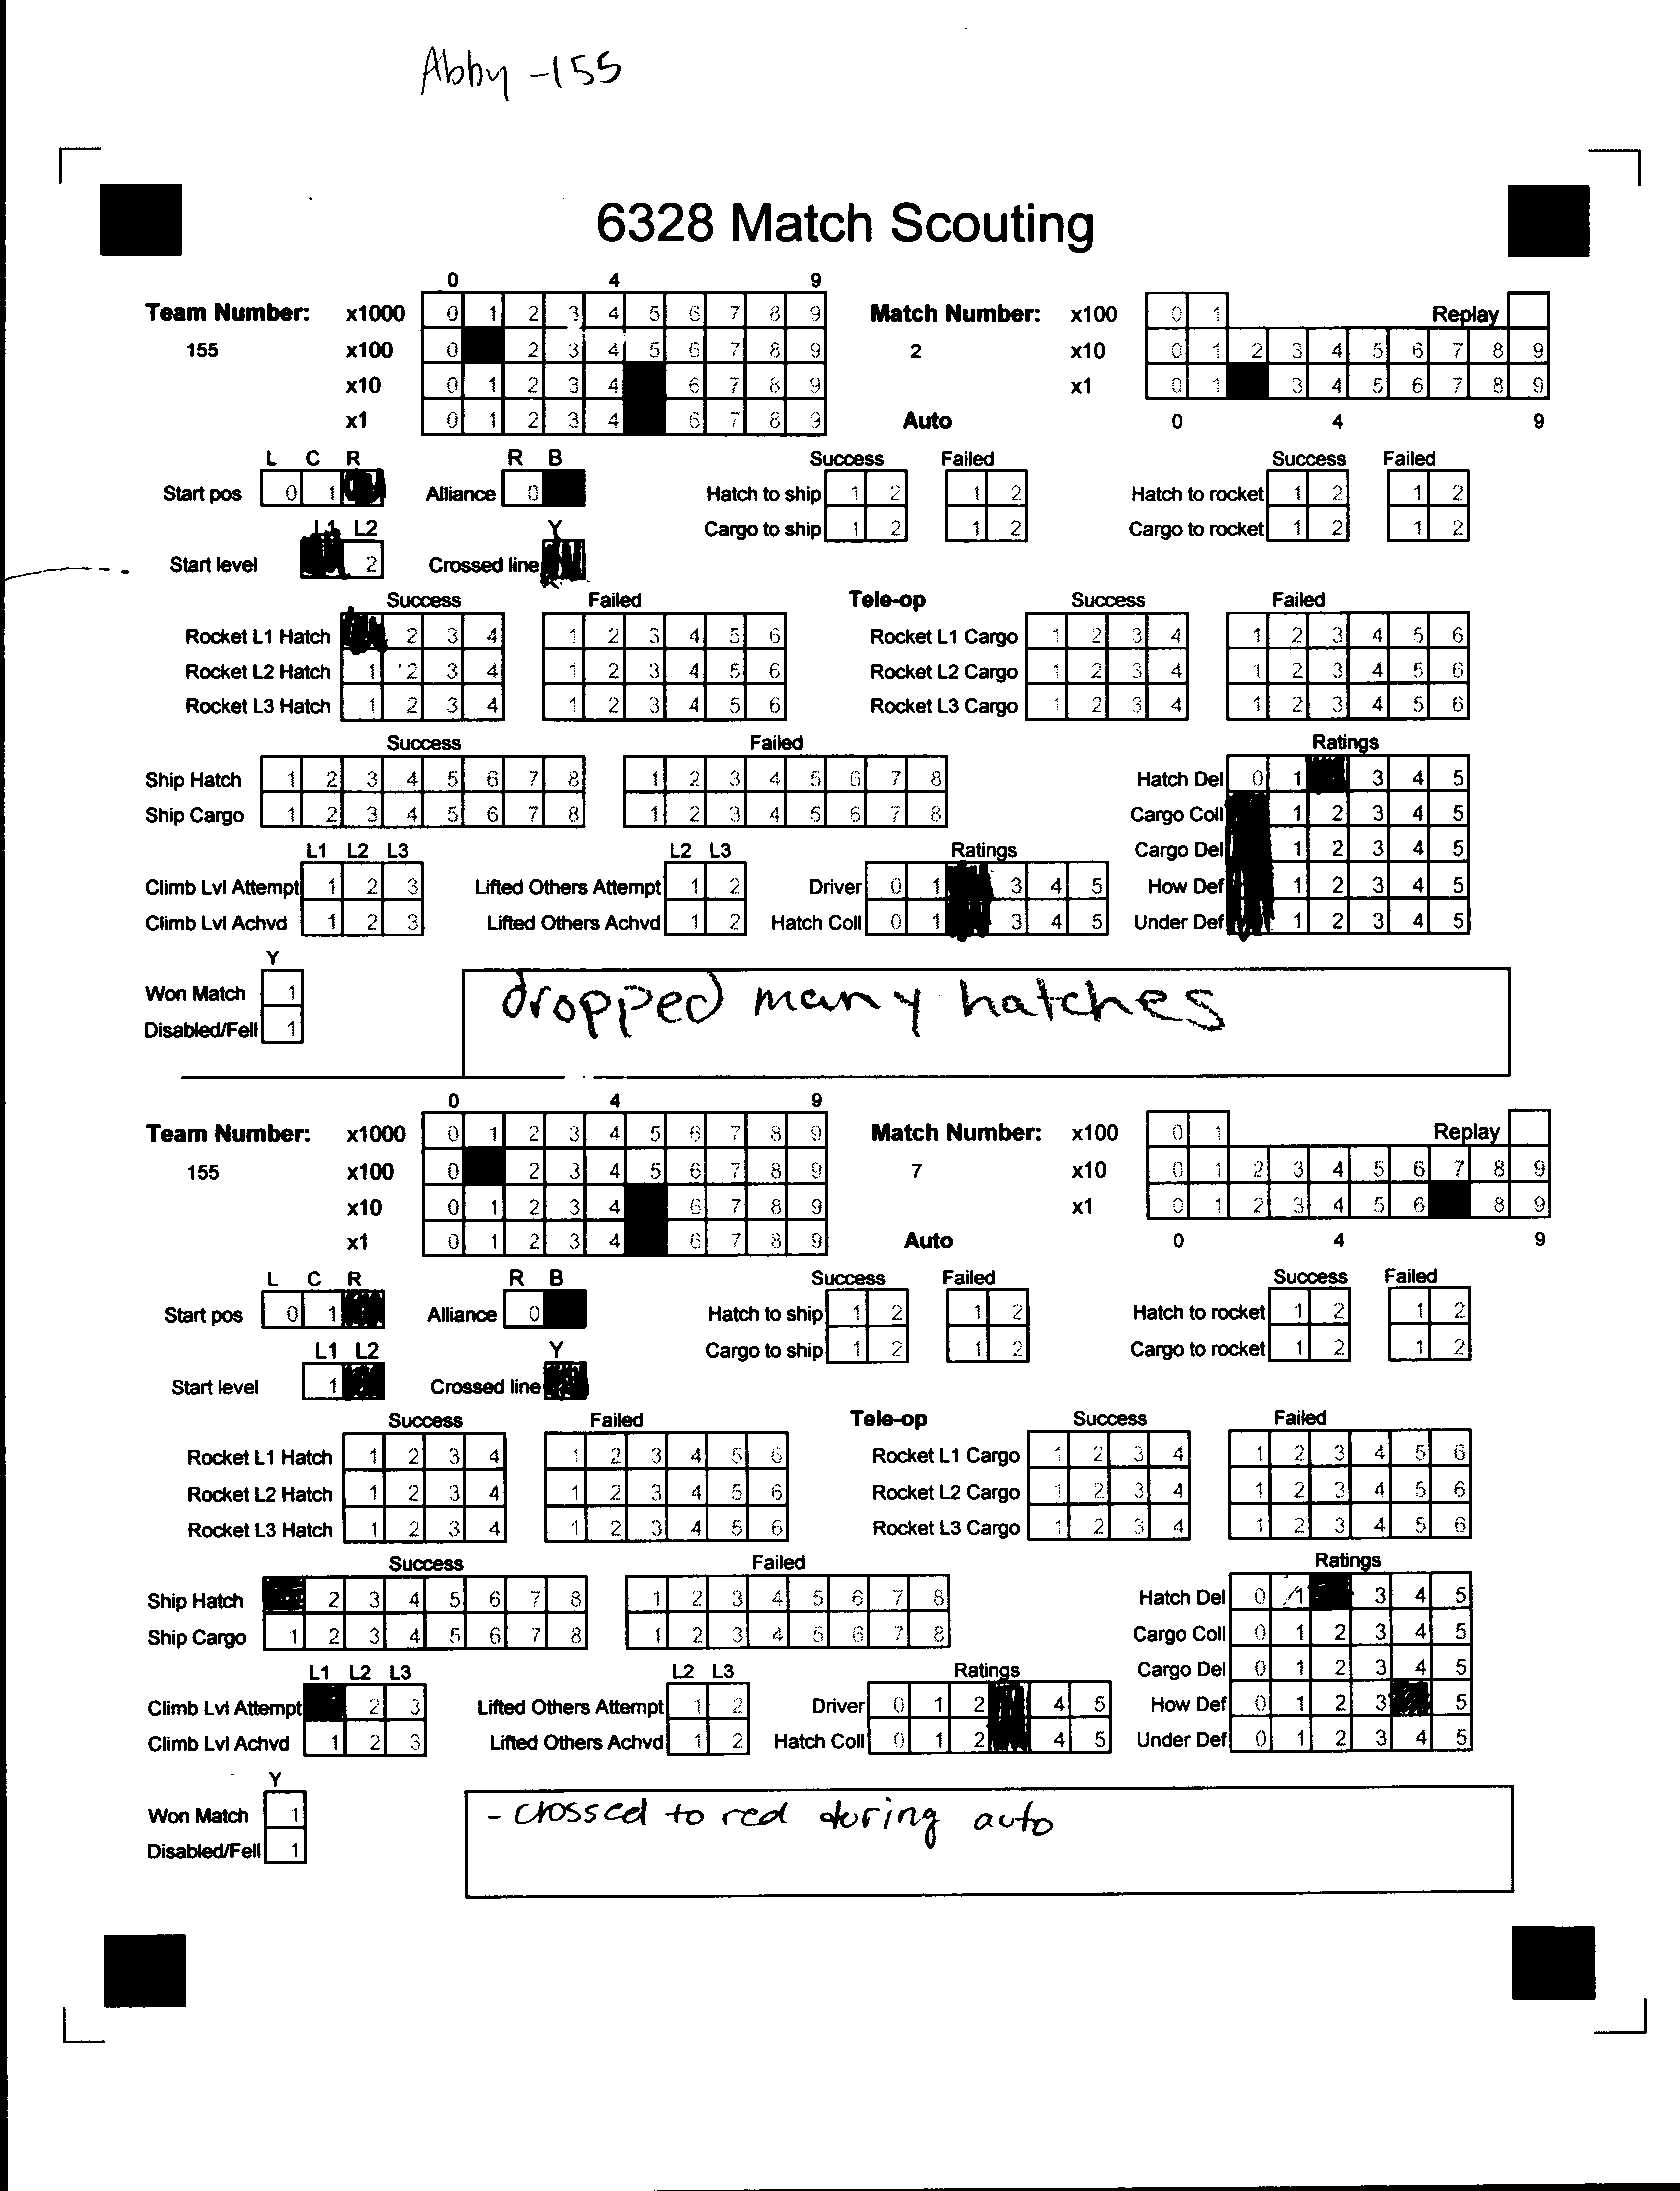 Abby -155
6328 Match Scouting
0 4 9
Team Number: x1000 0 1 2 3 4 5 6 7 8 9 Match Number: x100 0 1 Replay
155 x100 0 2 3 4 5 6 7 8 9 2 x10 0 1 2 3 4 5 6 7 8 9
x10 0 1 2 3 4 6 7 8 9 x1 0 1 3 4 5 6 7 8 9
x1 0 1 2 3 4 6 7 8 9 Auto 0 4 9
L C R R B Success Failed Success Failed
Start pos 0 1 Alliance 0 Hatch to ship 1 2 1 2 Hatch to rocket 1 2 1 2
L1 L2 Y Cargo to ship 1 2 1 2 Cargo to rocket 1 2 1 2
Start level 2 Crossed line
Success Failed Tele-op Success Failed
Rocket L1 Hatch 2 3 4 1 2 3 4 5 6 Rocket L1 Cargo 1 2 3 4 1 2 3 4 5 6
Rocket L2 Hatch 1 2 3 4 1 2 3 4 5 6 Rocket L2 Cargo 1 2 3 4 1 2 3 4 5 6
Rocket L3 Hatch 1 2 3 4 1 2 3 4 5 6 Rocket L3 Cargo 1 2 3 4 1 2 3 4 5 6
Success Failed Ratings
Ship Hatch 1 2 3 4 5 6 7 8 1 2 3 4 5 6 7 8 Hatch Del 0 1 3 4 5
Ship Cargo 1 2 3 4 5 6 7 8 1 2 3 4 5 6 7 8 Cargo Coll 1 2 3 4 5
L1 L2 L3 L2 L3 Ratings Cargo Del 1 2 3 4 5
Climb Lvl Attempt 1 2 3 Lifted Others Attempt 1 2 Driver 0 1 3 4 5 How Def 1 2 3 4 5
Climb Lvl Achvd 1 2 3 Lifted Others Achvd 1 2 Hatch Coll 0 1 3 4 5 Under Def 1 2 3 4 5
Y
Won Match 1 dropped many hatches
Disabled/Fell 1
0 4 9
Team Number: x1000 0 1 2 3 4 5 6 7 8 9 Match Number: x100 0 1 Replay
155 x100 0 2 3 4 5 6 7 8 9 7 x10 0 1 2 3 4 5 6 7 8 9
x10 0 1 2 3 4 6 7 8 9 x1 0 1 2 3 4 5 6 8 9
x1 0 1 2 3 4 6 7 8 9 Auto 0 4 9
L C R R B Success Failed Success Failed
Start pos 0 1 Alliance 0 Hatch to ship 1 2 1 2 Hatch to rocket 1 2 1 2
L1 L2 Y Cargo to ship 1 2 1 2 Cargo to rocket 1 2 1 2
Start level 1 Crossed line
Success Failed Tele-op Success Failed
Rocket L1 Hatch 1 2 3 4 1 2 3 4 5 6 Rocket L1 Cargo 1 2 3 4 1 2 3 4 5 6
Rocket L2 Hatch 1 2 3 4 1 2 3 4 5 6 Rocket L2 Cargo 1 2 3 4 1 2 3 4 5 6
Rocket L3 Hatch 1 2 3 4 1 2 3 4 5 6 Rocket L3 Cargo 1 2 3 4 1 2 3 4 5 6
Success Failed Ratings
Ship Hatch 2 3 4 5 6 7 8 1 2 3 4 5 6 7 8 Hatch Del 0 1 3 4 5
Ship Cargo 1 2 3 4 5 6 7 8 1 2 3 4 5 6 7 8 Cargo Coll 0 1 2 3 4 5
L1 L2 L3 L2 L3 Ratings Cargo Del 0 1 2 3 4 5
Climb Lvl Attempt 2 3 Lifted Others Attempt 1 2 Driver 0 1 2 4 5 How Def 0 1 2 3 5
Climb Lvl Achvd 1 2 3 Lifted Others Achvd 1 2 Hatch Coll 0 1 2 4 5 Under Def 0 1 2 3 4 5
Y
Won Match 1 - crossed to red during auto
Disabled/Fell 1